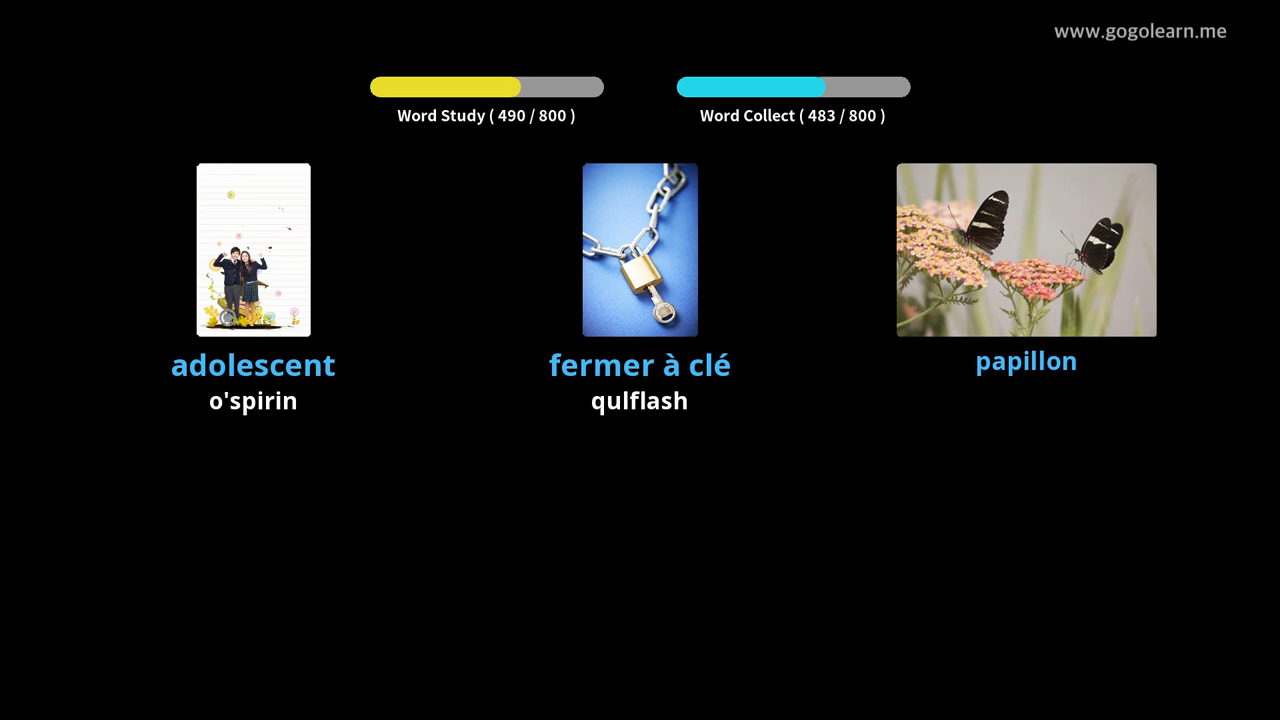 www.gogolearn.me
Word Study ( 490 / 800 )
Word Collect ( 483 / 800 )
adolescent
o'spirin
fermer à clé
qulflash
papillon